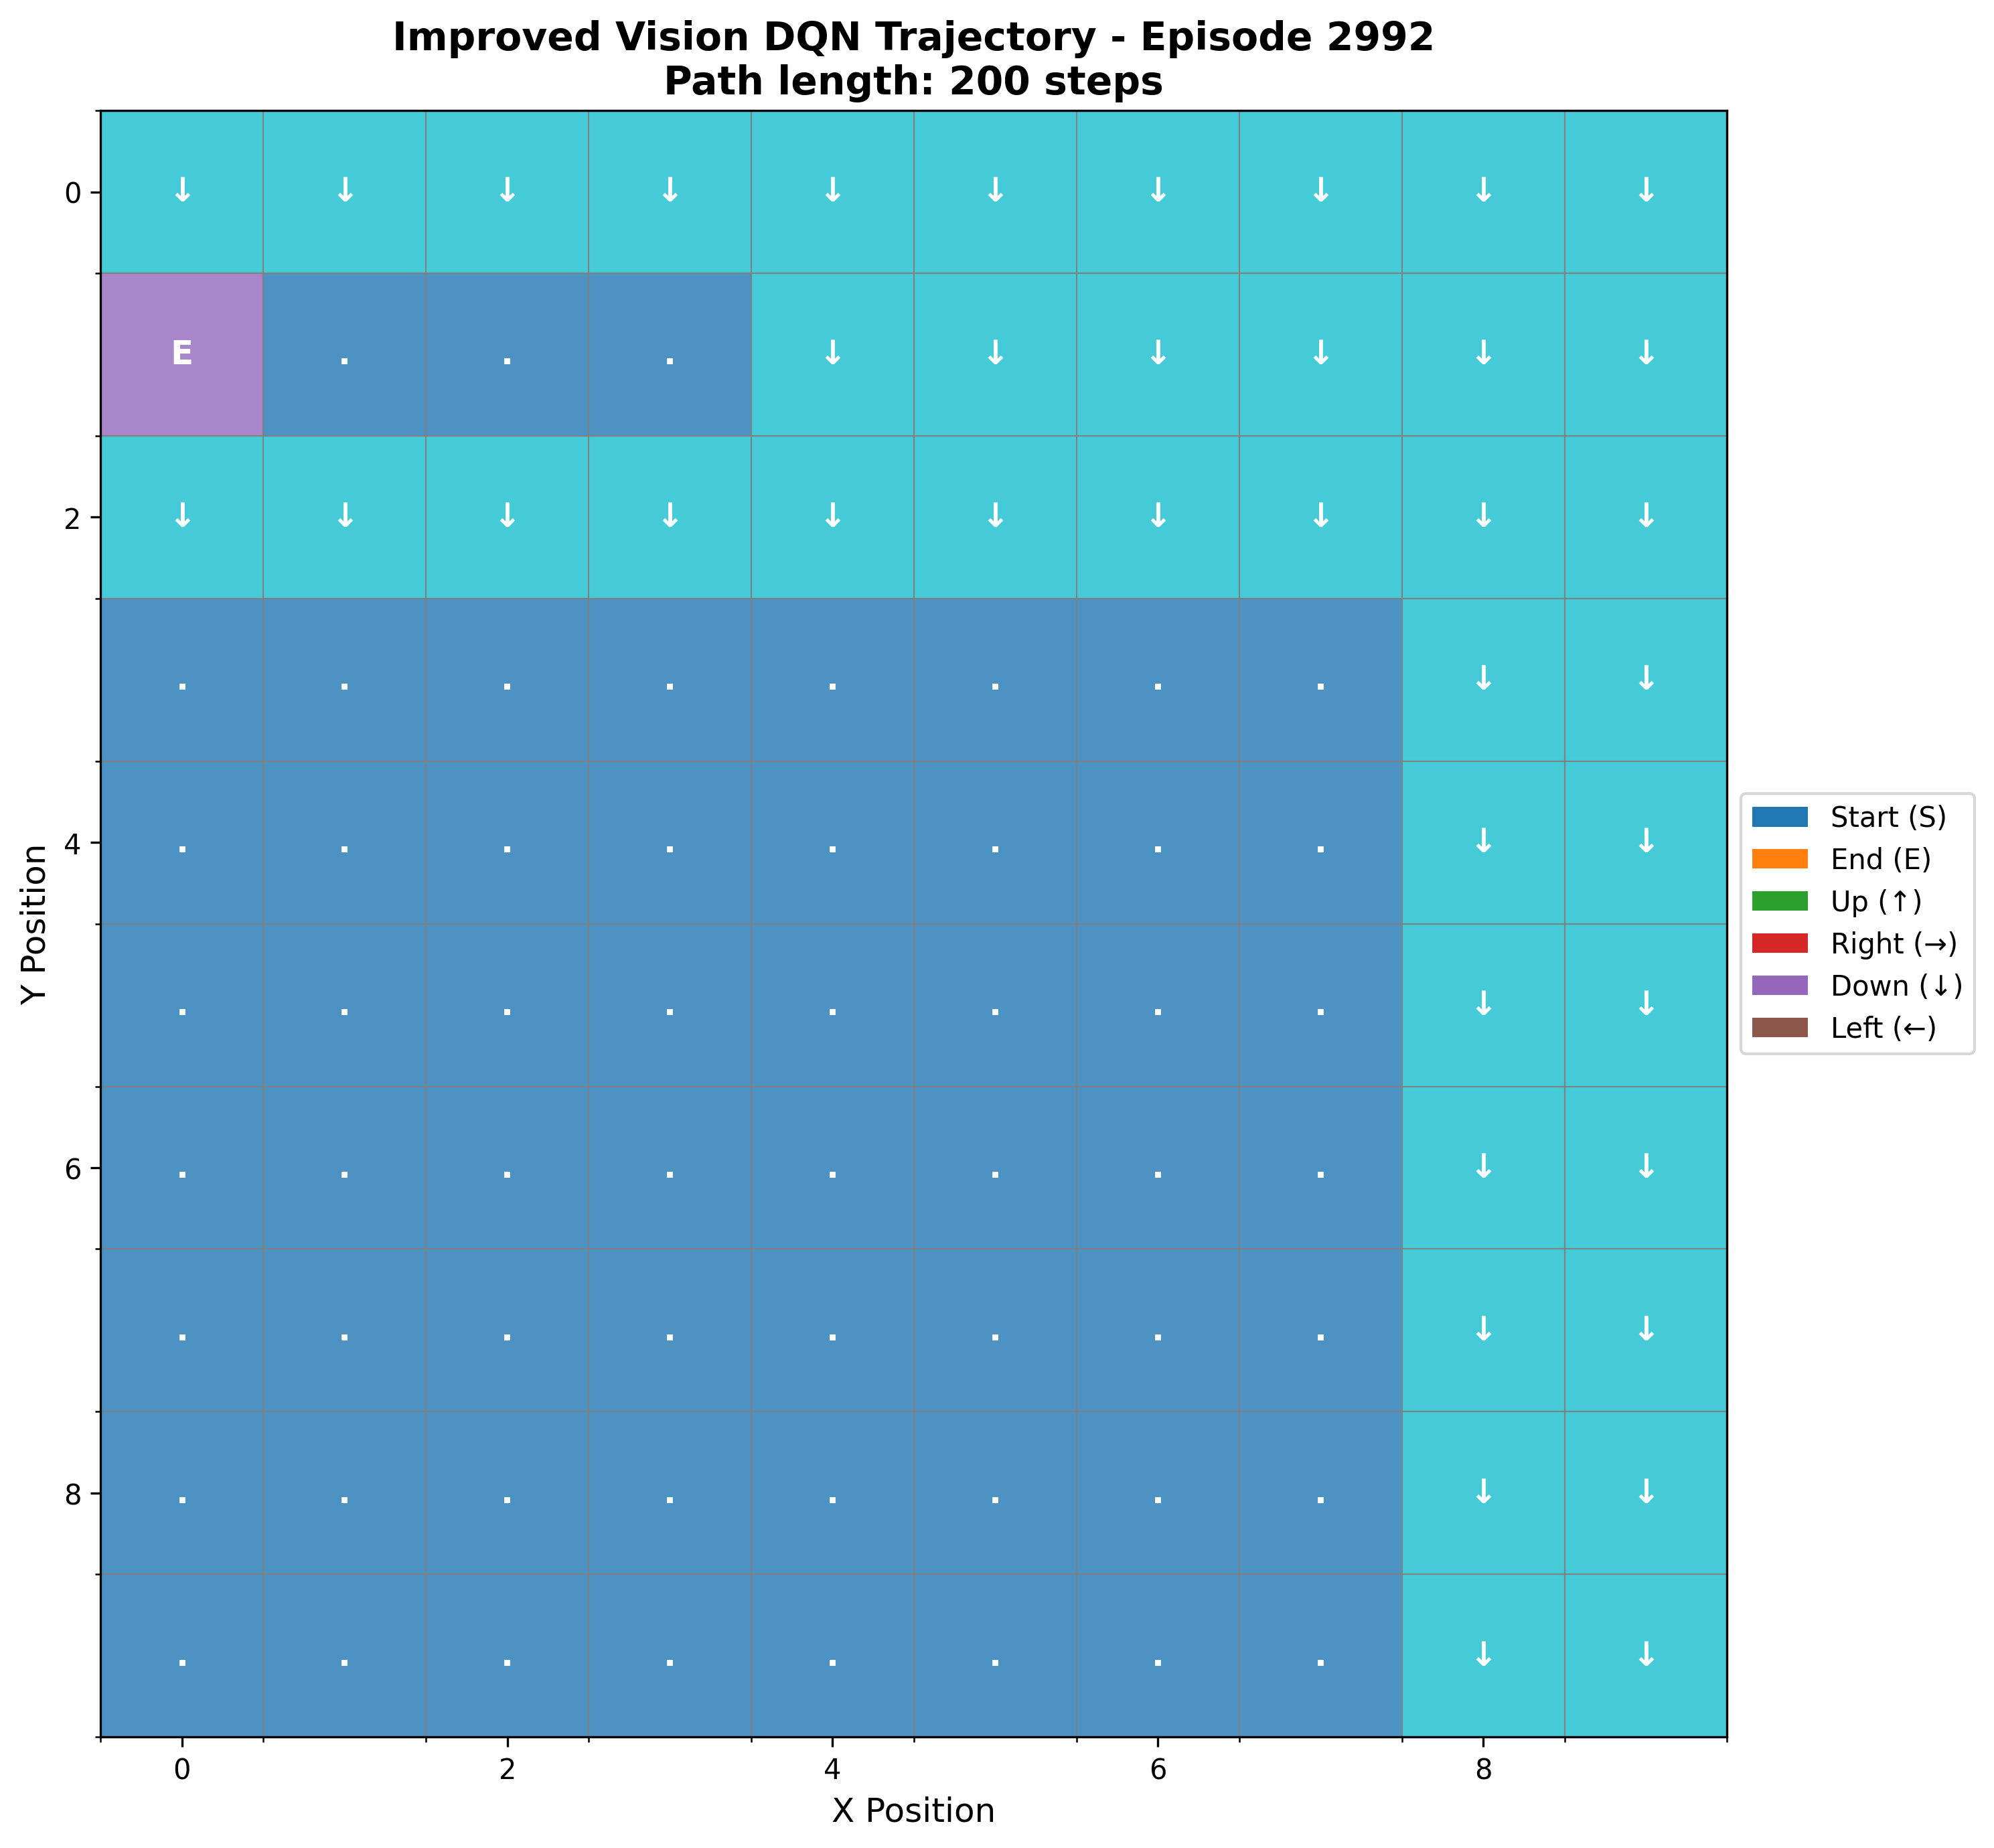 Improved Vision DQN Trajectory - Episode 2992
Path length: 200 steps
0 ↓ ↓ ↓ ↓ ↓ ↓ ↓ ↓ ↓ ↓
E . . . ↓ ↓ ↓ ↓ ↓ ↓
2 ↓ ↓ ↓ ↓ ↓ ↓ ↓ ↓ ↓ ↓
. . . . . . . . ↓ ↓
4 . . . . . . . . ↓ ↓
. . . . . . . . ↓ ↓
6 . . . . . . . . ↓ ↓
. . . . . . . . ↓ ↓
8 . . . . . . . . ↓ ↓
. . . . . . . . ↓ ↓
0 2 4 6 8
X Position
Y Position
Start (S)
End (E)
Up (↑)
Right (→)
Down (↓)
Left (←)